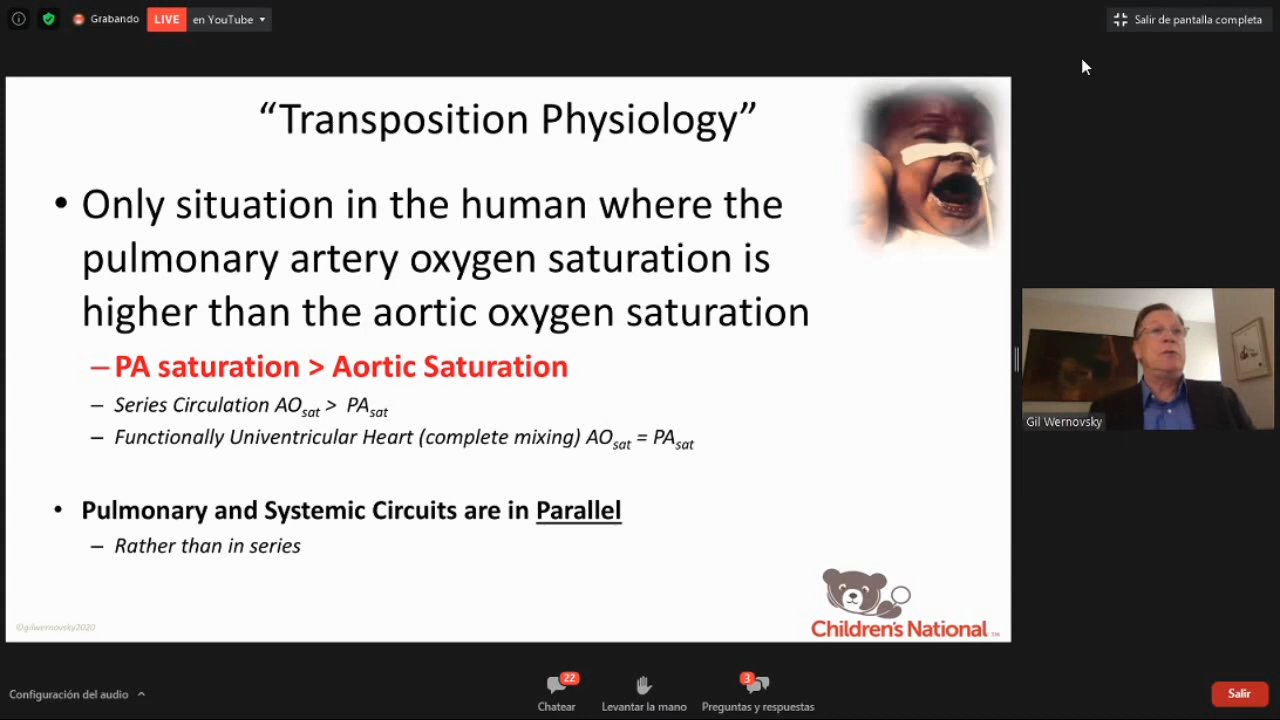 Grabando
LIVE en YouTube
Salir de pantalla completa
“Transposition Physiology”
• Only situation in the human where the
pulmonary artery oxygen saturation is
higher than the aortic oxygen saturation
– PA saturation > Aortic Saturation
– Series Circulation AOsat > PAsat
– Functionally Univentricular Heart (complete mixing) AOsat = PAsat
• Pulmonary and Systemic Circuits are in Parallel
– Rather than in series
©gilwernovsky2020
Children's National ™
Gil Wernovsky
Configuración del audio
22
Chatear
Levantar la mano
3
Preguntas y respuestas
Salir